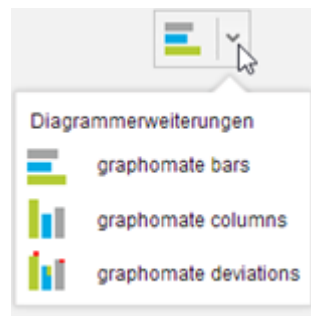 Diagrammerweiterungen
graphomate bars
graphomate columns
graphomate deviations